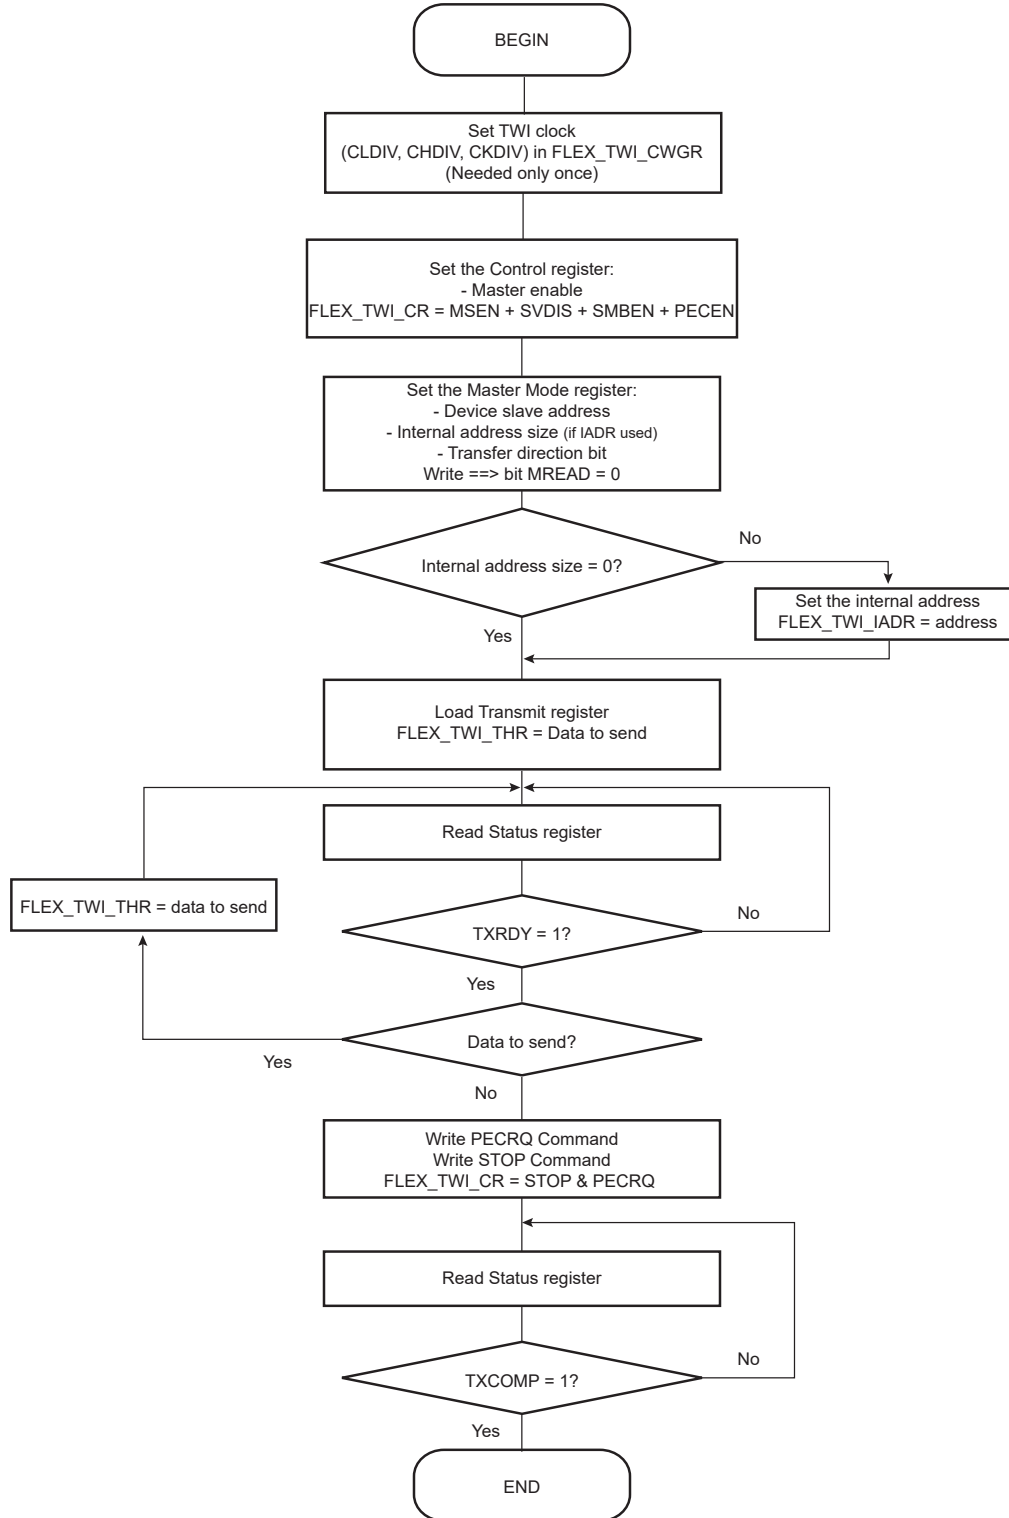 BEGIN
Set TWI clock
(CLDIV, CHDIV, CKDIV) in FLEX_TWI_CWGR
(Needed only once)
Set the Control register:
- Master enable
FLEX_TWI_CR = MSEN + SVDIS + SMBEN + PECEN
Set the Master Mode register:
- Device slave address
- Internal address size (if IADR used)
- Transfer direction bit
Write ==> bit MREAD = 0
Internal address size = 0?
No
Set the internal address
FLEX_TWI_IADR = address
Yes
Load Transmit register
FLEX_TWI_THR = Data to send
Read Status register
FLEX_TWI_THR = data to send
TXRDY = 1?
No
Yes
Data to send?
Yes
No
Write PECRQ Command
Write STOP Command
FLEX_TWI_CR = STOP & PECRQ
Read Status register
TXCOMP = 1?
No
Yes
END